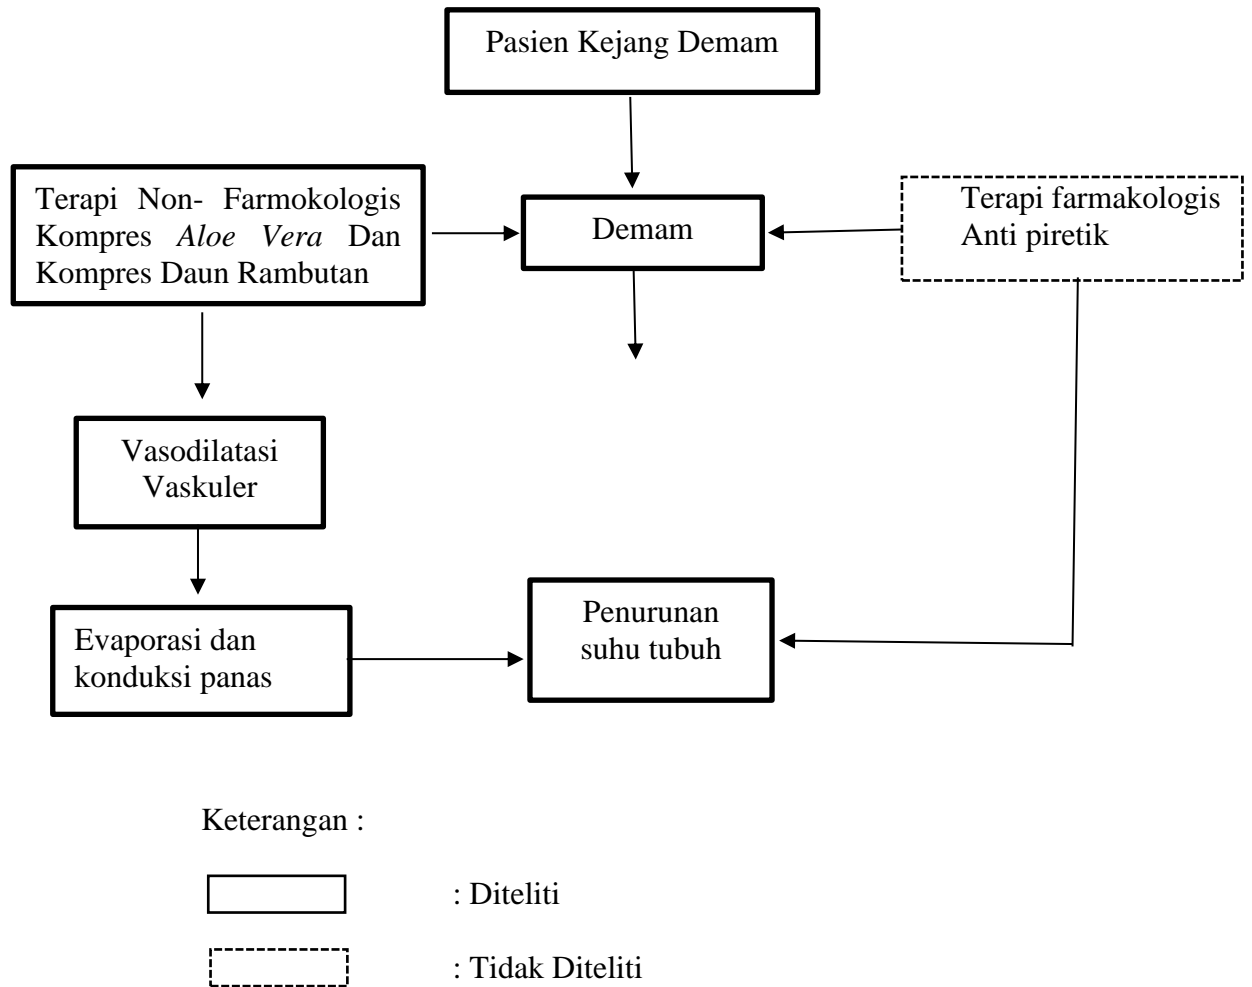 Pasien Kejang Demam
Terapi Non- Farmokologis
Kompres Aloe Vera Dan
Kompres Daun Rambutan
Demam
Terapi farmakologis
Anti piretik
Vasodilatasi
Vaskuler
Evaporasi dan
konduksi panas
Penurunan
suhu tubuh
Keterangan :
: Diteliti
: Tidak Diteliti